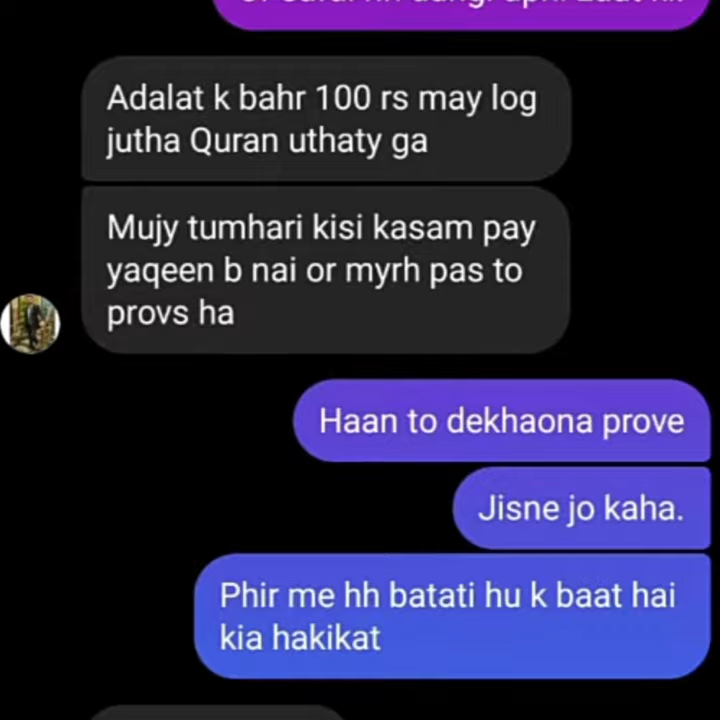 Adalat k bahr 100 rs may log
jutha Quran uthaty ga
Mujy tumhari kisi kasam pay
yaqeen b nai or myrh pas to
provs ha
Haan to dekhaona prove
Jisne jo kaha.
Phir me hh batati hu k baat hai
kia hakikat